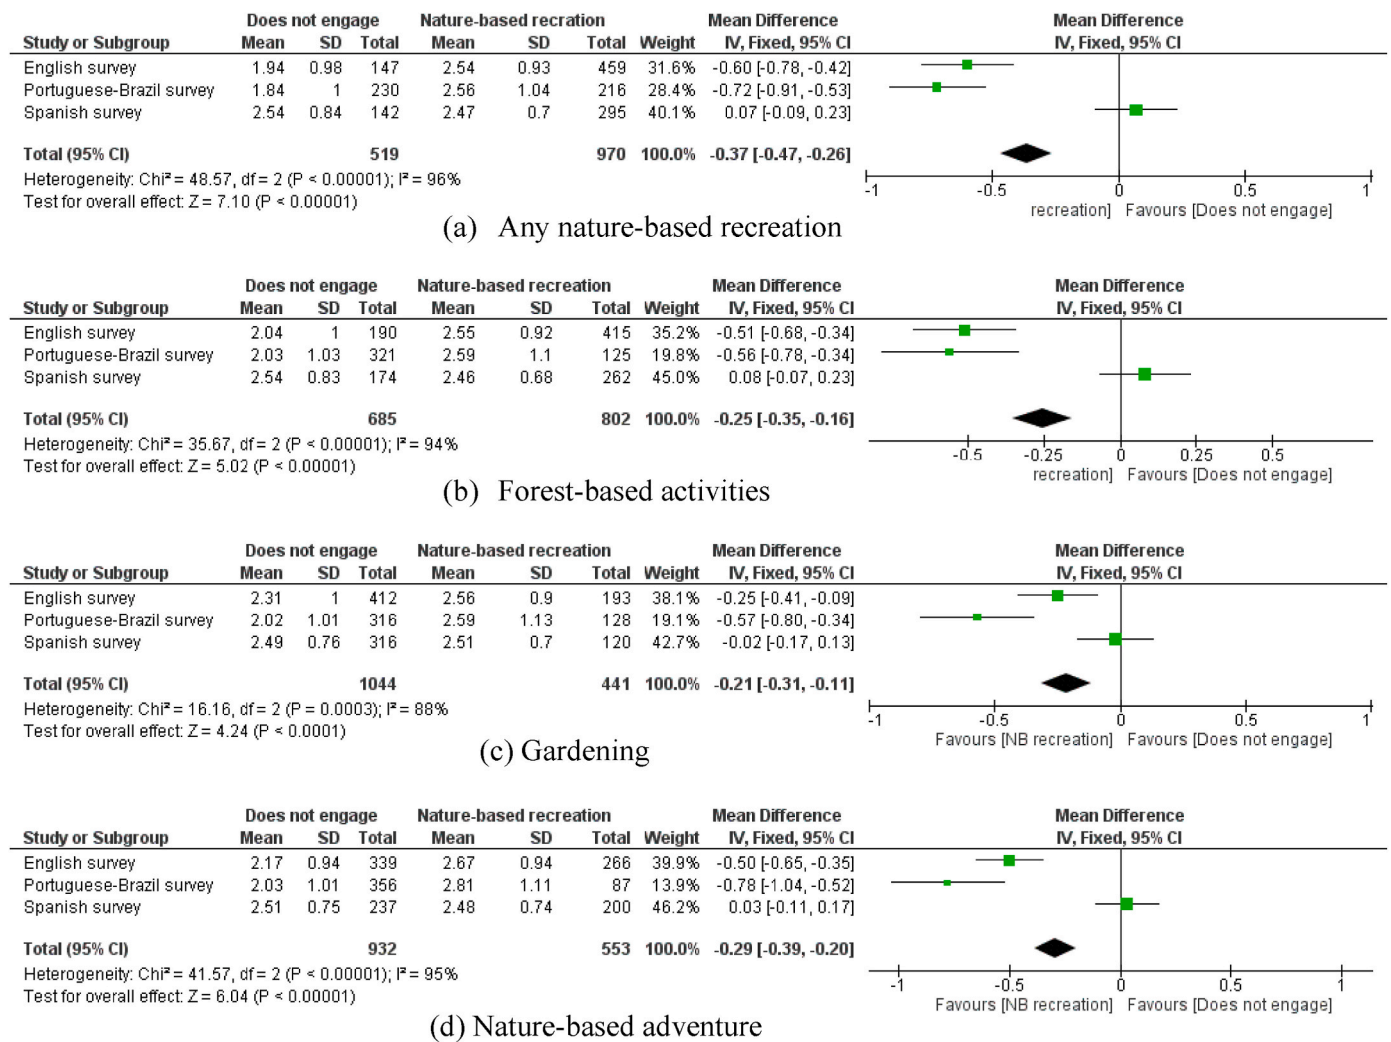 Does not engage Nature-based recreation Mean Difference Mean Difference
Study or Subgroup Mean SD Total Mean SD Total Weight IV, Fixed, 95% CI IV, Fixed, 95% CI
English survey 1.94 0.98 147 2.54 0.93 459 31.6% -0.60 [-0.78, -0.42]
Portuguese-Brazil survey 1.84 1 230 2.56 1.04 216 28.4% -0.72 [-0.91, -0.53]
Spanish survey 2.54 0.84 142 2.47 0.7 295 40.1% 0.07 [-0.09, 0.23]
Total (95% CI) 519 970 100.0% -0.37 [-0.47, -0.26]
Heterogeneity: Chi² = 48.57, df = 2 (P < 0.00001); I² = 96%
Test for overall effect: Z = 7.10 (P < 0.00001)
-1 -0.5 0 0.5 1
recreation] Favours [Does not engage]
(a) Any nature-based recreation
Does not engage Nature-based recreation Mean Difference Mean Difference
Study or Subgroup Mean SD Total Mean SD Total Weight IV, Fixed, 95% CI IV, Fixed, 95% CI
English survey 2.04 1 190 2.55 0.92 415 35.2% -0.51 [-0.68, -0.34]
Portuguese-Brazil survey 2.03 1.03 321 2.59 1.1 125 19.8% -0.56 [-0.78, -0.34]
Spanish survey 2.54 0.83 174 2.46 0.68 262 45.0% 0.08 [-0.07, 0.23]
Total (95% CI) 685 802 100.0% -0.25 [-0.35, -0.16]
Heterogeneity: Chi² = 35.67, df = 2 (P < 0.00001); I² = 94%
Test for overall effect: Z = 5.02 (P < 0.00001)
-0.5 -0.25 0 0.25 0.5
recreation] Favours [Does not engage]
(b) Forest-based activities
Does not engage Nature-based recreation Mean Difference Mean Difference
Study or Subgroup Mean SD Total Mean SD Total Weight IV, Fixed, 95% CI IV, Fixed, 95% CI
English survey 2.31 1 412 2.56 0.9 193 38.1% -0.25 [-0.41, -0.09]
Portuguese-Brazil survey 2.02 1.01 316 2.59 1.13 128 19.1% -0.57 [-0.80, -0.34]
Spanish survey 2.49 0.76 316 2.51 0.7 120 42.7% -0.02 [-0.17, 0.13]
Total (95% CI) 1044 441 100.0% -0.21 [-0.31, -0.11]
Heterogeneity: Chi² = 16.16, df = 2 (P = 0.0003); I² = 88%
Test for overall effect: Z = 4.24 (P < 0.0001)
-1 -0.5 0 0.5 1
Favours [NB recreation] Favours [Does not engage]
(c) Gardening
Does not engage Nature-based recreation Mean Difference Mean Difference
Study or Subgroup Mean SD Total Mean SD Total Weight IV, Fixed, 95% CI IV, Fixed, 95% CI
English survey 2.17 0.94 339 2.67 0.94 266 39.9% -0.50 [-0.65, -0.35]
Portuguese-Brazil survey 2.03 1.01 356 2.81 1.11 87 13.9% -0.78 [-1.04, -0.52]
Spanish survey 2.51 0.75 237 2.48 0.74 200 46.2% 0.03 [-0.11, 0.17]
Total (95% CI) 932 553 100.0% -0.29 [-0.39, -0.20]
Heterogeneity: Chi² = 41.57, df = 2 (P < 0.00001); I² = 95%
Test for overall effect: Z = 6.04 (P < 0.00001)
-1 -0.5 0 0.5 1
Favours [NB recreation] Favours [Does not engage]
(d) Nature-based adventure